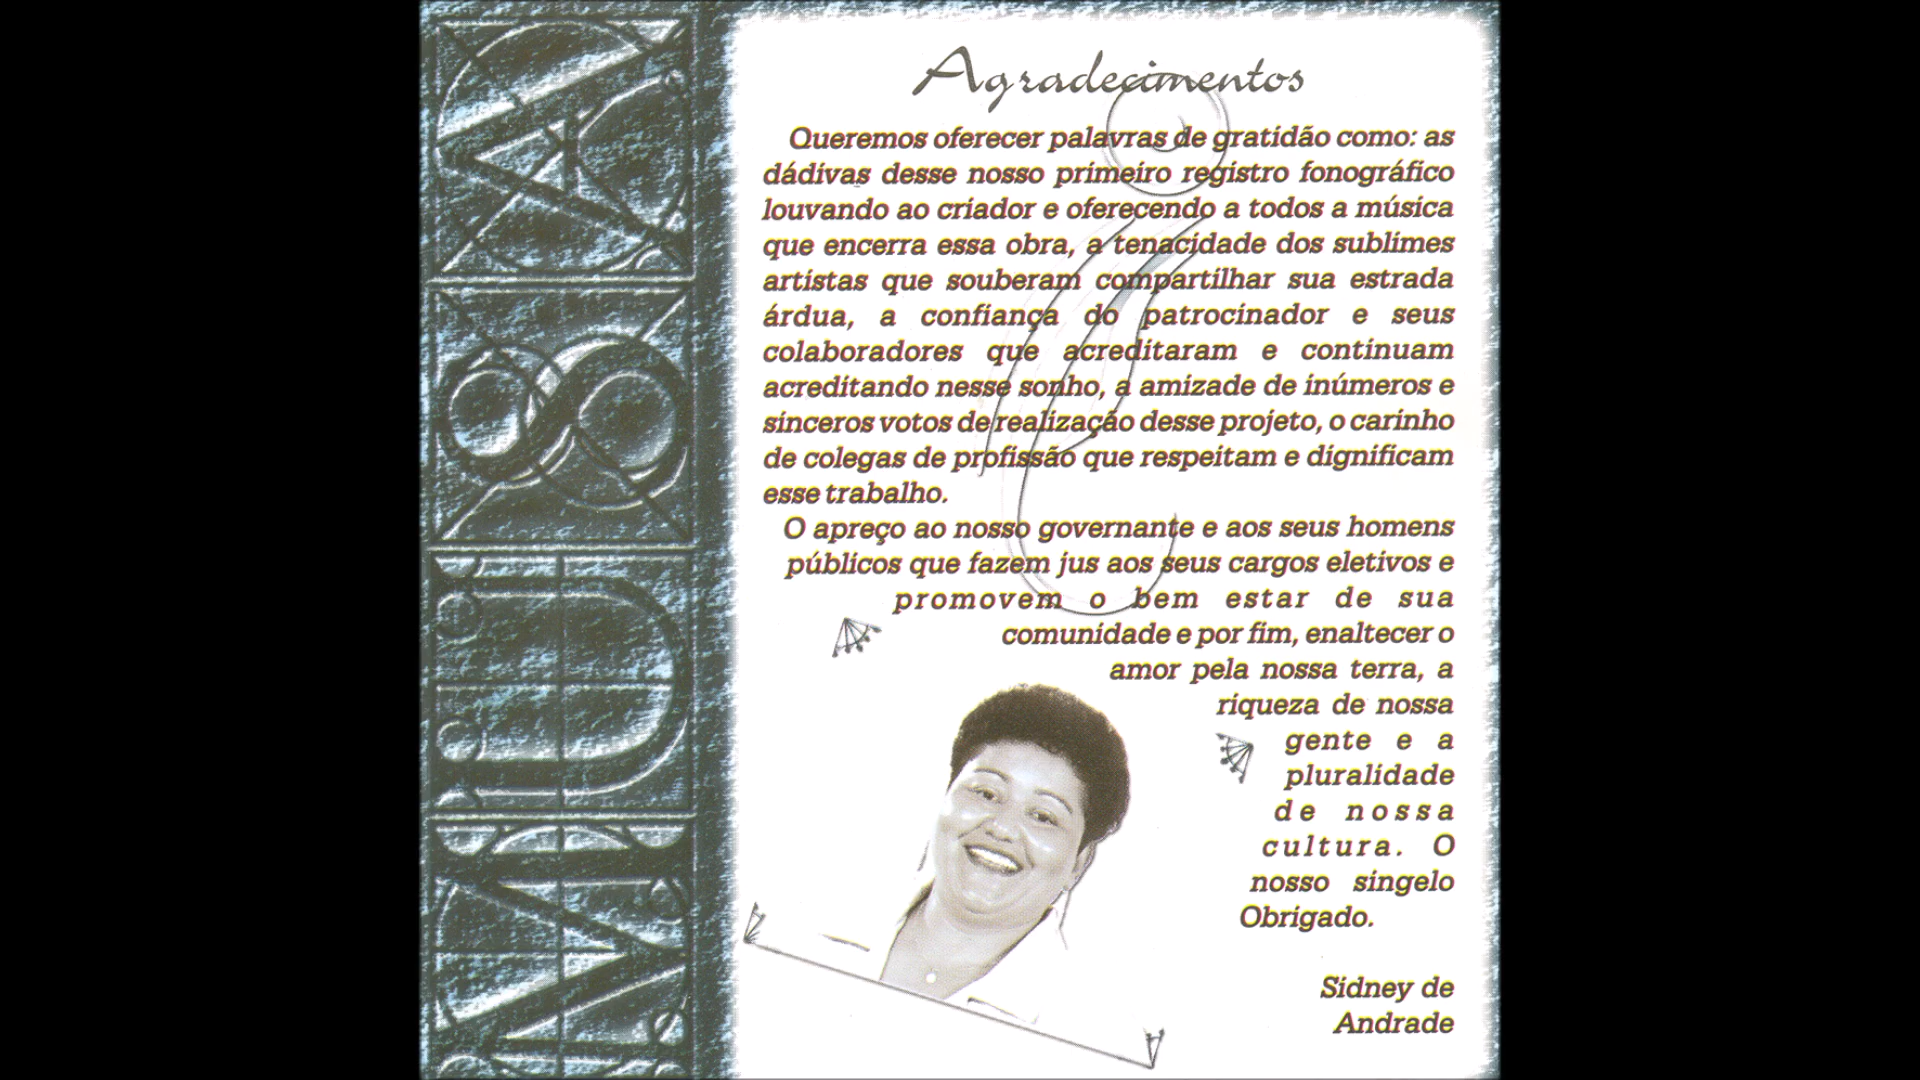 Agradecimentos
Queremos oferecer palavras de gratidão como: as
dádivas desse nosso primeiro registro fonográfico
louvando ao criador e oferecendo a todos a música
que encerra essa obra, a tenacidade dos sublimes
artistas que souberam compartilhar sua estrada
árdua, a confiança do patrocinador e seus
colaboradores que acreditaram e continuam
acreditando nesse sonho, a amizade de inúmeros e
sinceros votos de realização desse projeto, o carinho
de colegas de profissão que respeitam e dignificam
esse trabalho.
O apreço ao nosso governante e aos seus homens
públicos que fazem jus aos seus cargos eletivos e
promovem o bem estar de sua
comunidade e por fim, enaltecer o
amor pela nossa terra, a
riqueza de nossa
gente e a
pluralidade
de nossa
cultura. O
nosso singelo
Obrigado.
Sidney de
Andrade